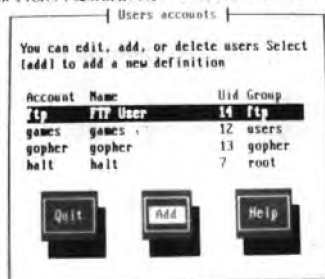 Users accounts
You can edit, add, or delete users Select
[add] to add a new definition
Account Name Uid Group
ftp FTP User 14 ftp
games games 12 users
gopher gopher 13 gopher
halt halt 7 root
Quit Add Help